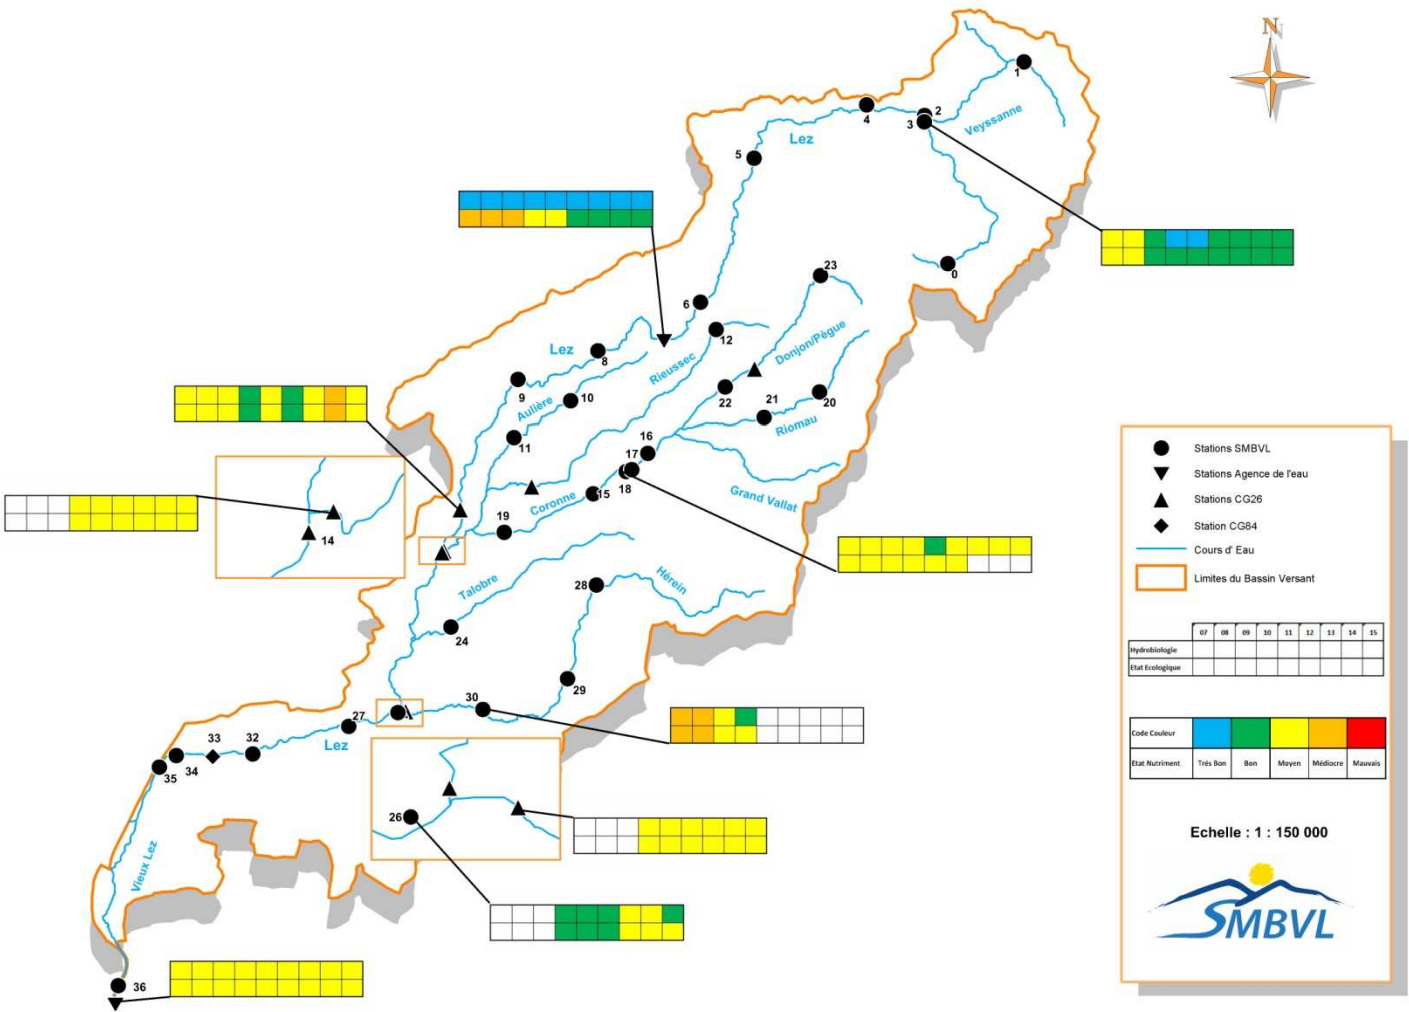 N
1
2
3
4
Veyssanne
Lez
5
0
23
6
12
Donjon/Pègue
Lez
8
Rieussec
9
Aulière
10
22
21
20
Riomau
11
16
17
18
15
Coronne
Grand Vallat
19
14
Talobre
28
Hérein
24
29
30
27
Lez
33
32
34
35
26
Vieux Lez
36
Stations SMBVL
Stations Agence de l'eau
Stations CG26
Station CG84
Cours d' Eau
Limites du Bassin Versant
07 08 09 10 11 12 13 14 15
Hydrobiologie
Etat Ecologique
Code Couleur
Etat Nutriment Trés Bon Bon Moyen Médiocre Mauvais
Echelle : 1 : 150 000
SMBVL